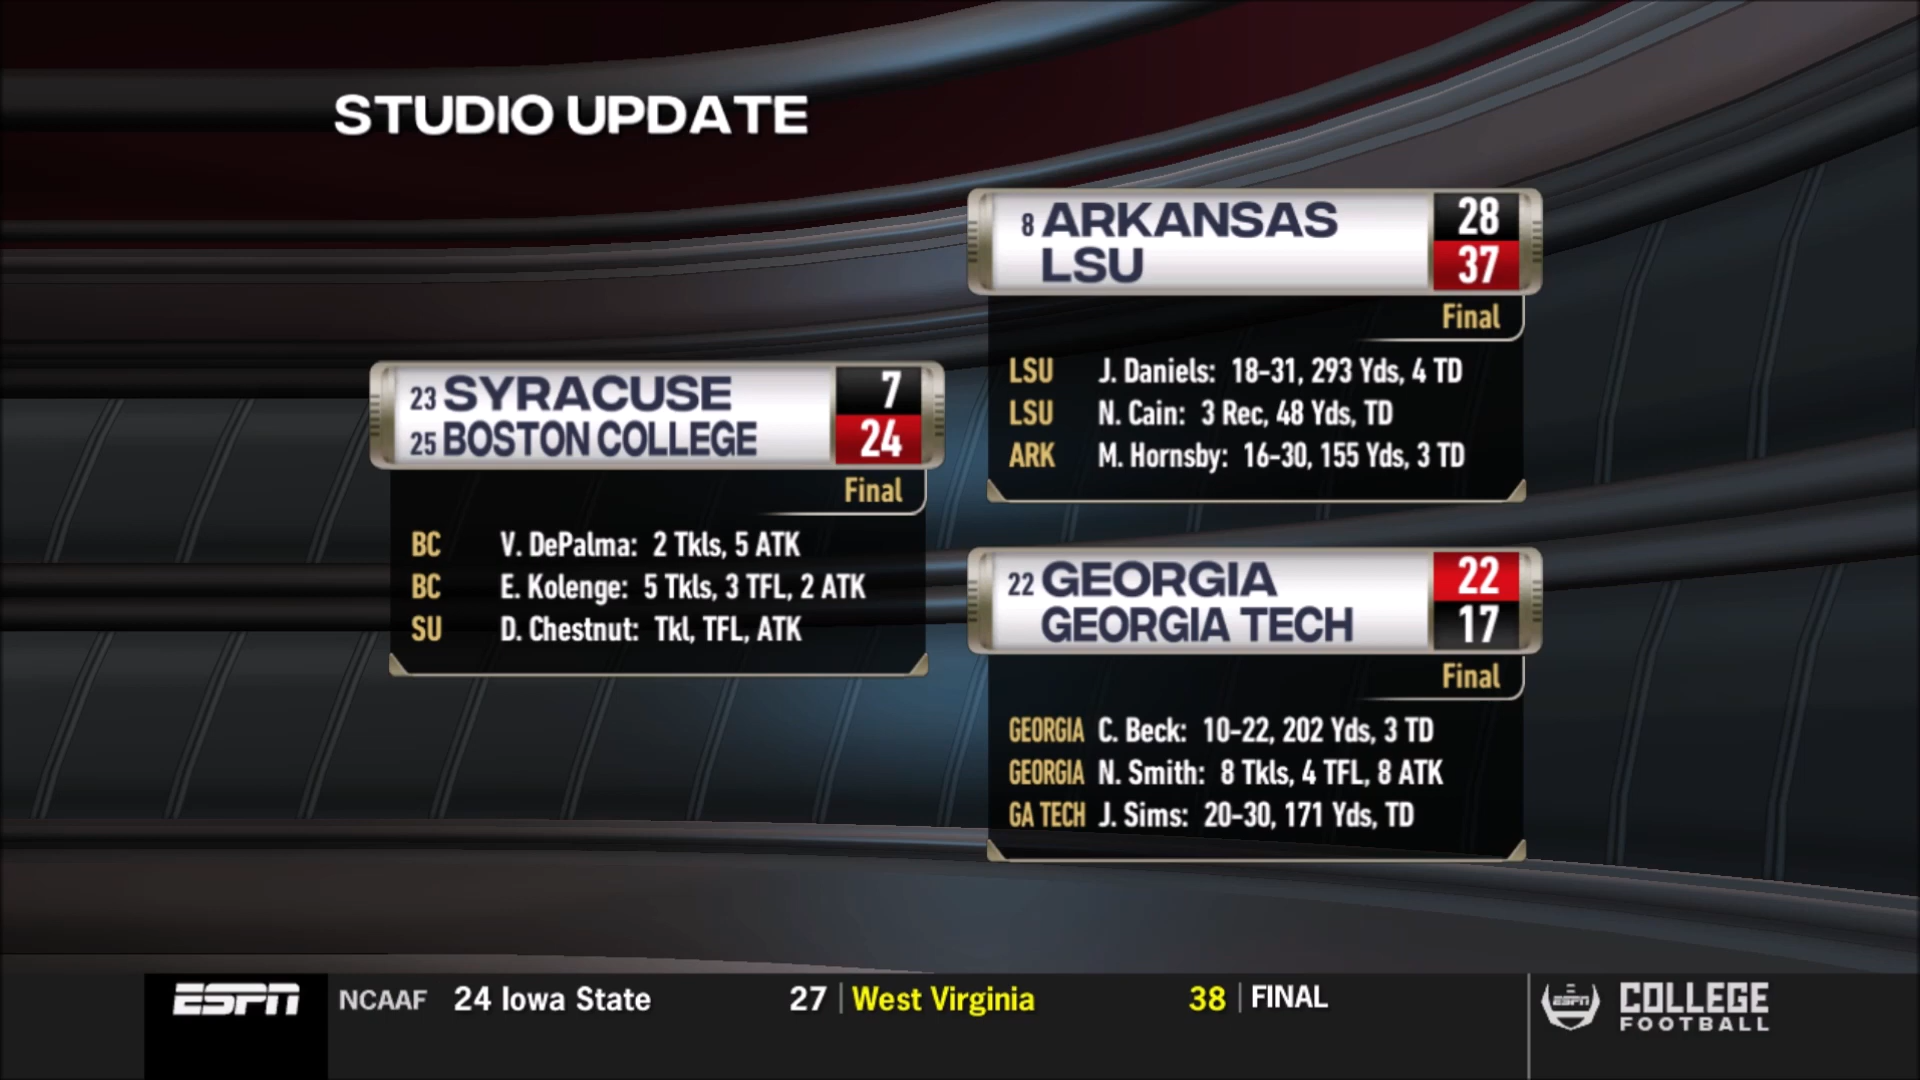 STUDIO UPDATE
23 SYRACUSE 7
25 BOSTON COLLEGE 24
Final
BC V. DePalma: 2 Tkls, 5 ATK
BC E. Kolenge: 5 Tkls, 3 TFL, 2 ATK
SU D. Chestnut: Tkl, TFL, ATK
8 ARKANSAS 28
LSU 37
Final
LSU J. Daniels: 18-31, 293 Yds, 4 TD
LSU N. Cain: 3 Rec, 48 Yds, TD
ARK M. Hornsby: 16-30, 155 Yds, 3 TD
22 GEORGIA 22
GEORGIA TECH 17
Final
GEORGIA C. Beck: 10-22, 202 Yds, 3 TD
GEORGIA N. Smith: 8 Tkls, 4 TFL, 8 ATK
GA TECH J. Sims: 20-30, 171 Yds, TD
ESPN NCAAF 24 Iowa State 27 West Virginia 38 FINAL
ESPN COLLEGE
FOOTBALL